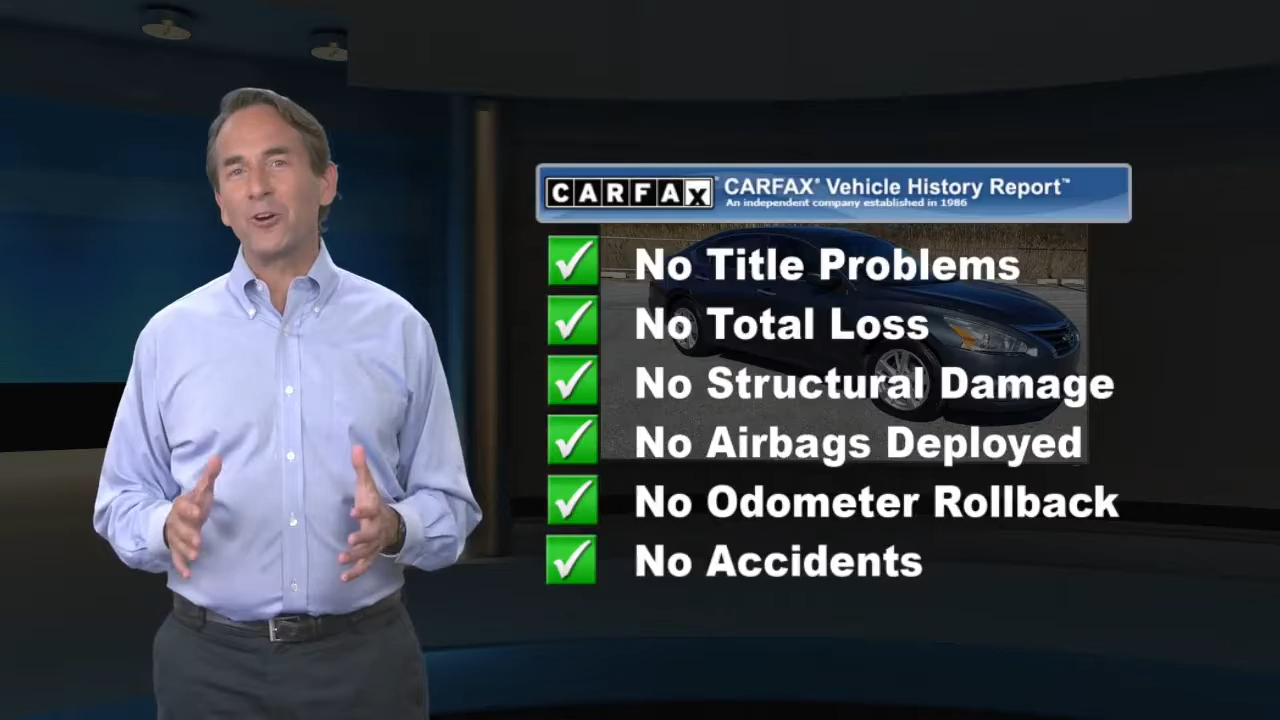 CARFAX® CARFAX® Vehicle History Report™
An independent company established in 1986
No Title Problems
No Total Loss
No Structural Damage
No Airbags Deployed
No Odometer Rollback
No Accidents